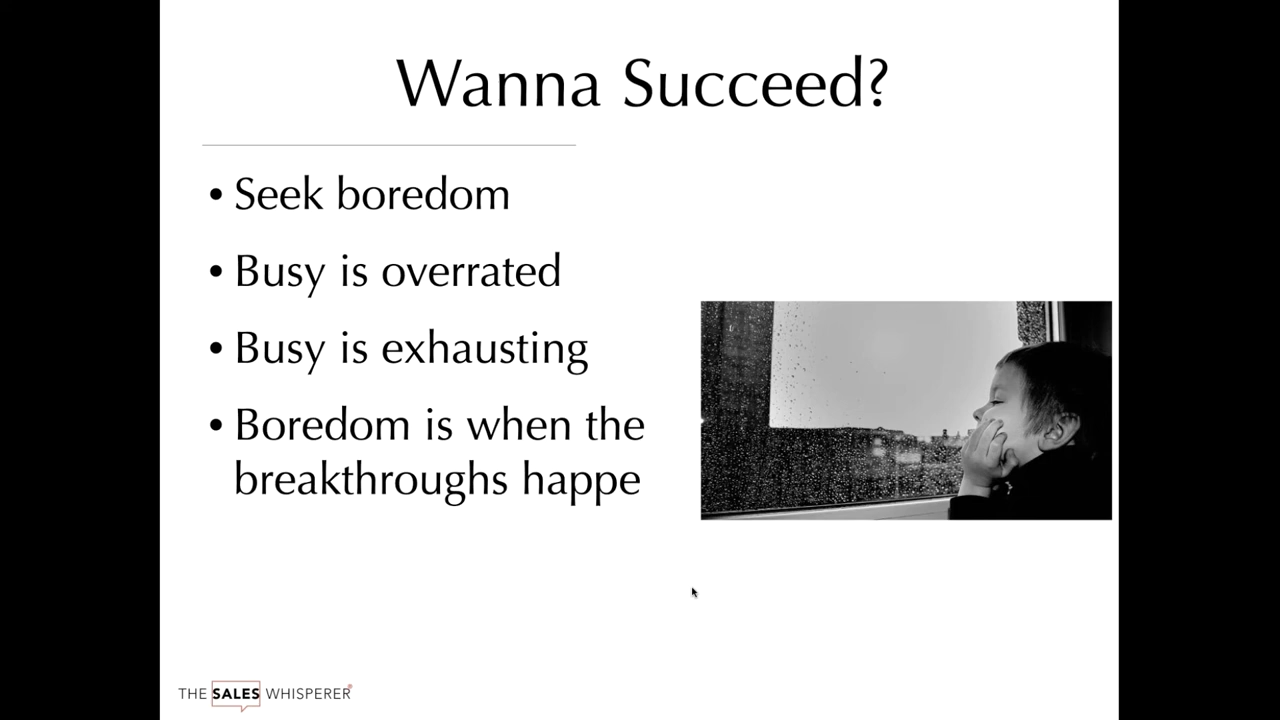 Wanna Succeed?
• Seek boredom
• Busy is overrated
• Busy is exhausting
• Boredom is when the
breakthroughs happe
THE SALES WHISPERER®